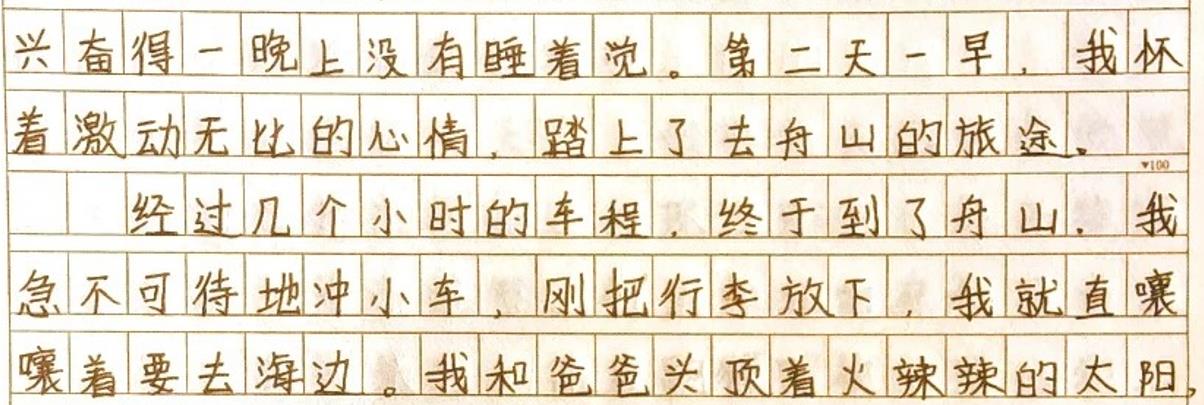 兴奋得一晚上没有睡着觉。第二天一早，我怀
着激动无比的心情，踏上了去舟山的旅途。
▼100
经过几个小时的车程，终于到了舟山，我
急不可待地冲小车，刚把行李放下，我就直嚷
嚷着要去海边。我和爸爸头顶着火辣辣的太阳，